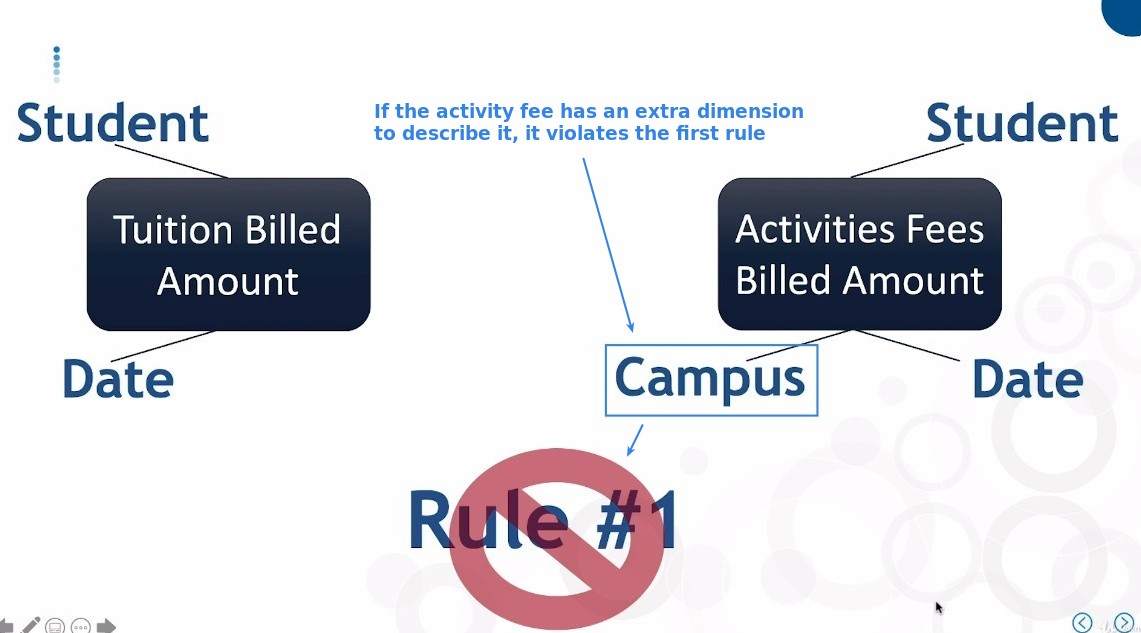 Student
If the activity fee has an extra dimension
to describe it, it violates the first rule
Student
Tuition Billed
Amount
Activities Fees
Billed Amount
Date
Campus
Date
Rule #1